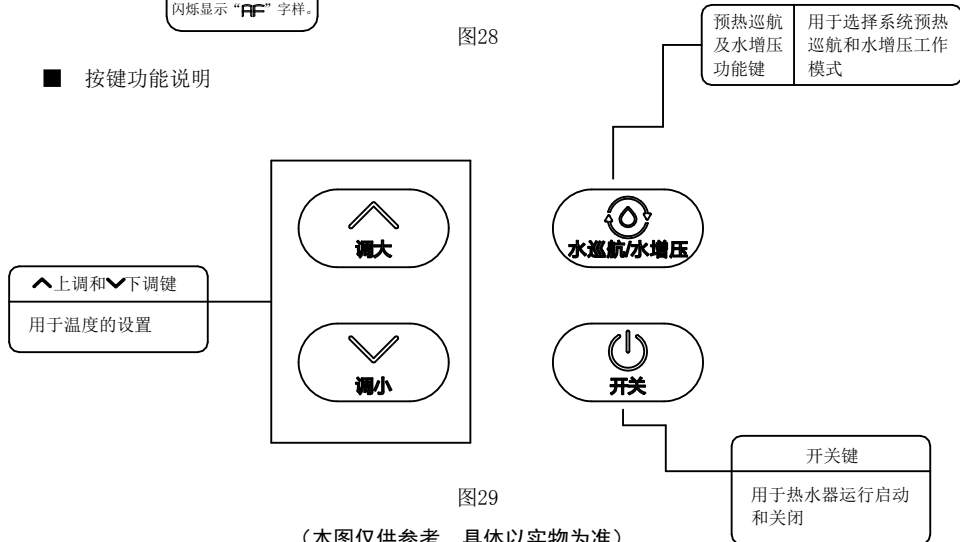 闪烁显示“AF”字样。
图28
预热巡航
及水增压
功能键
用于选择系统预热
巡航和水增压工作
模式
■ 按键功能说明
调大
水巡航/水增压
上调和下调键
用于温度的设置
调小
开关
开关键
用于热水器运行启动
和关闭
图29
（本图仅供参考，具体以实物为准）